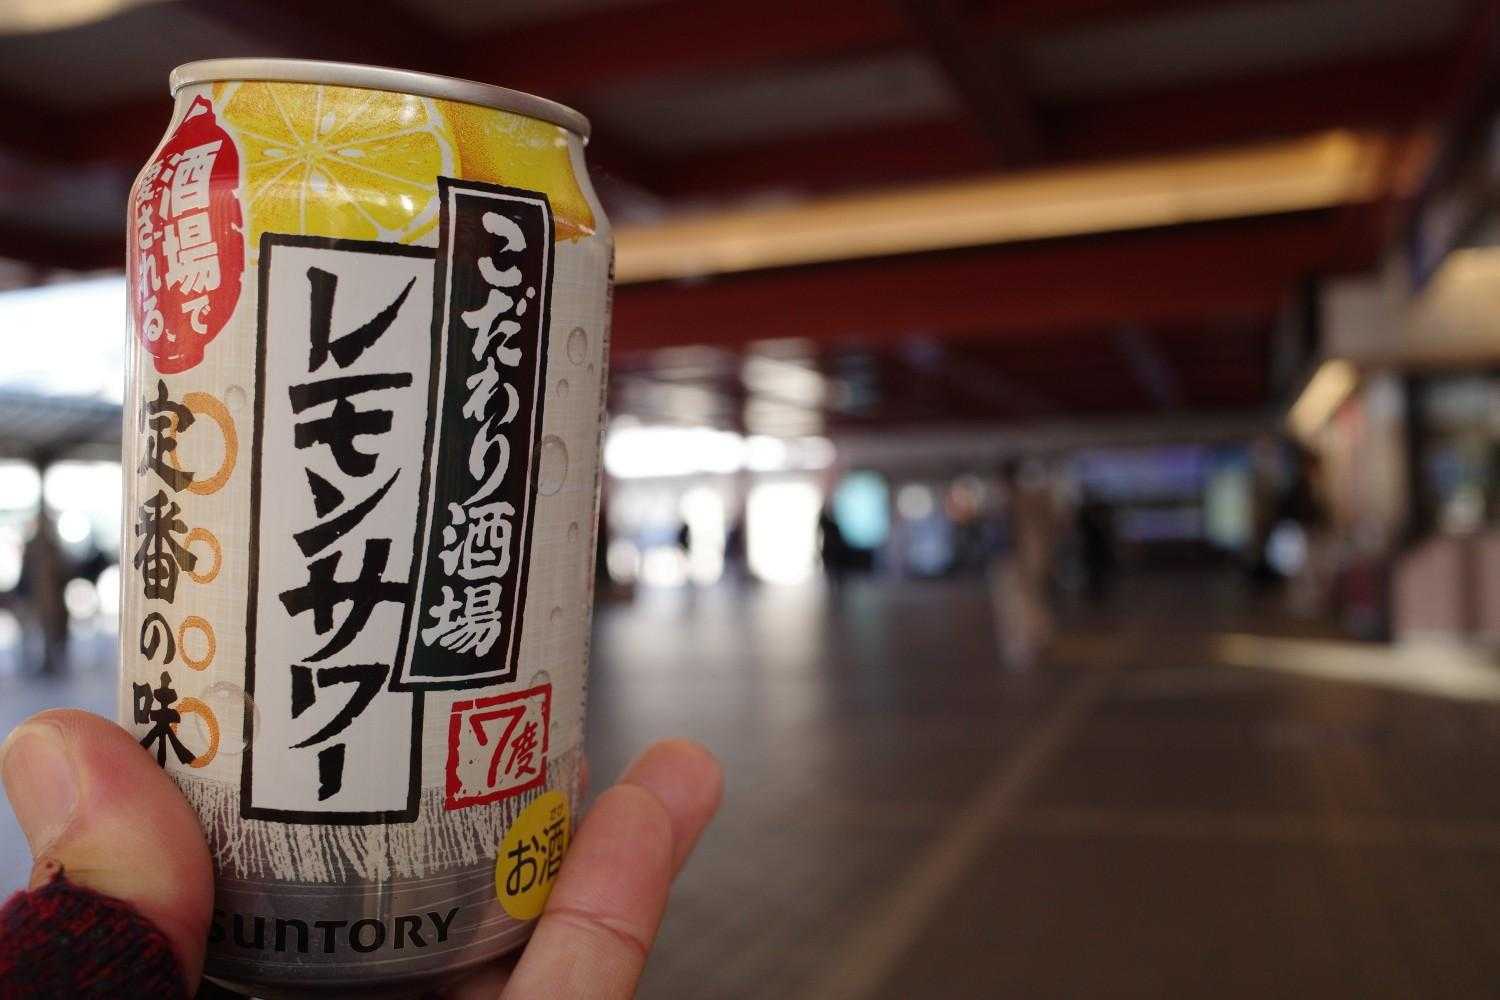 酒場で
愛される、
定番の味
こだわり酒場
レモンサワー
7度
お酒
SUNTORY